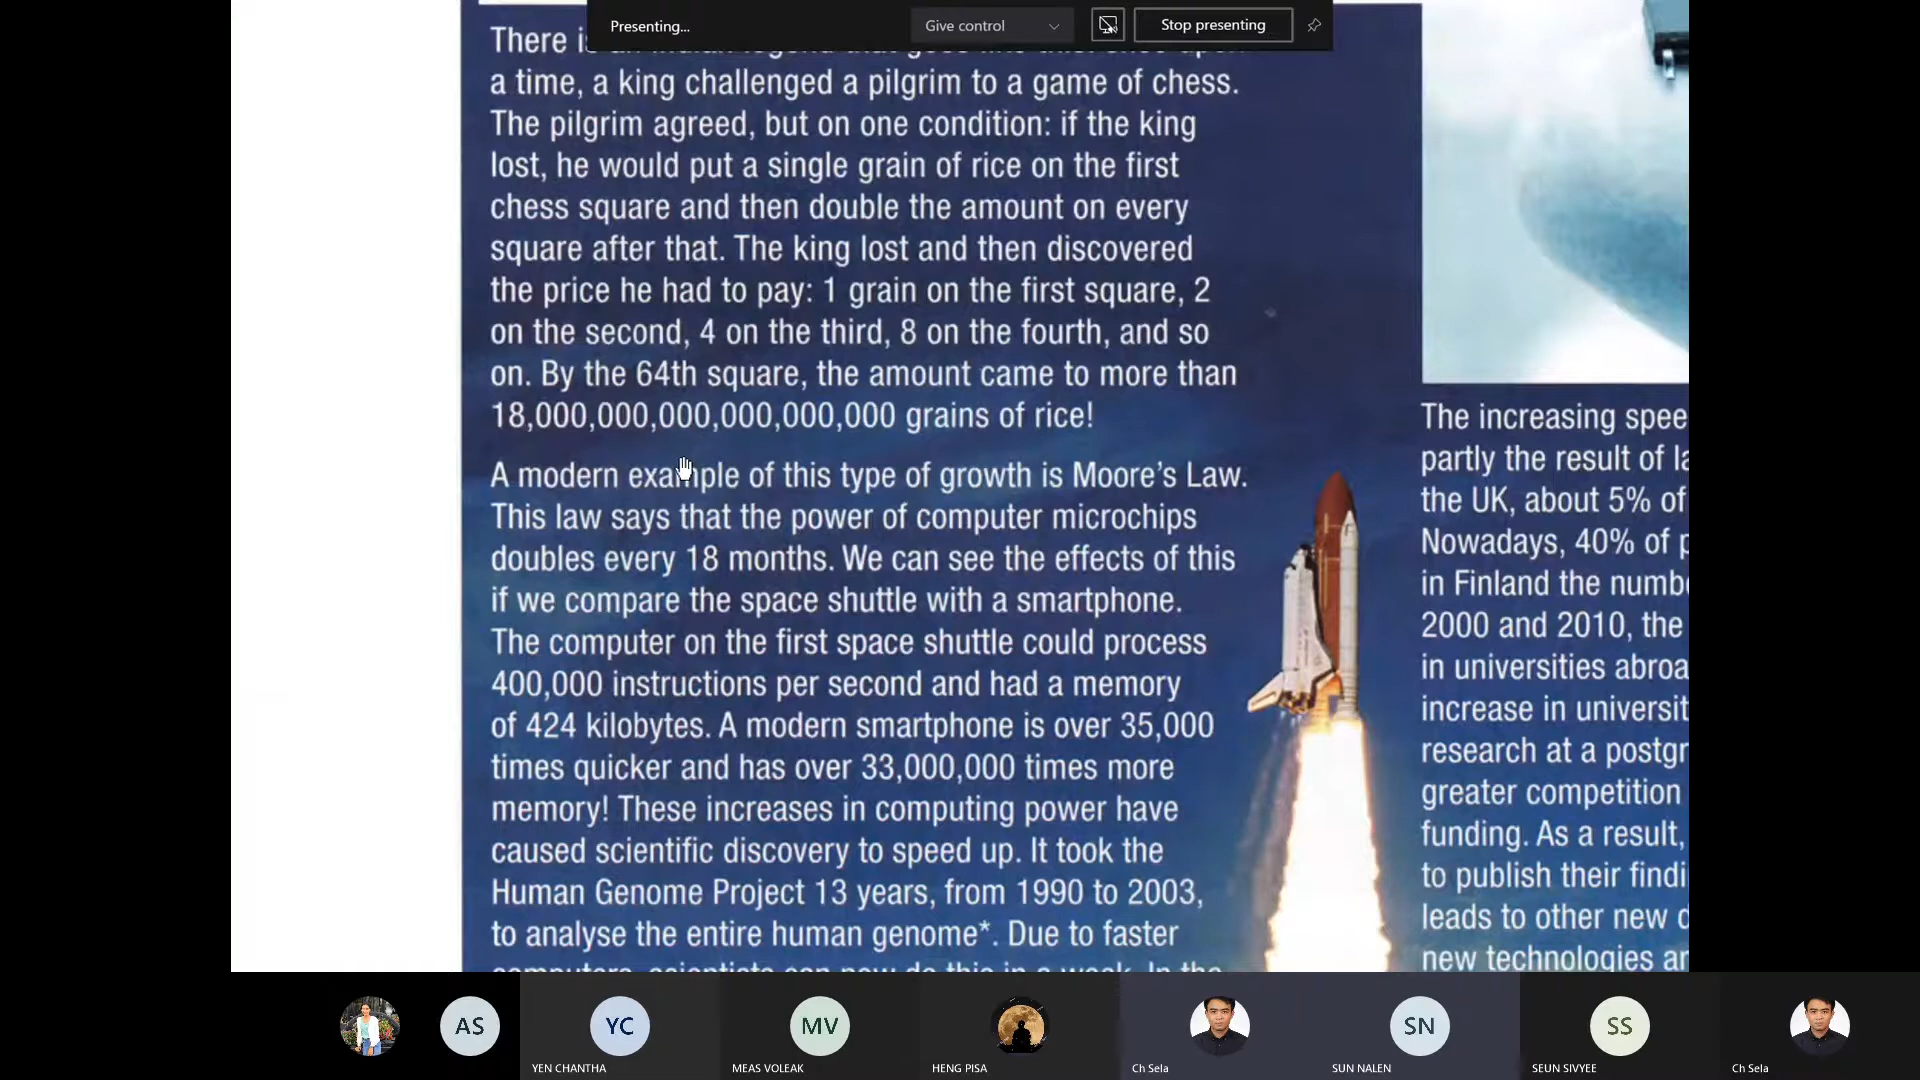 Presenting...
Give control
Stop presenting
There
a time, a king challenged a pilgrim to a game of chess.
The pilgrim agreed, but on one condition: if the king
lost, he would put a single grain of rice on the first
chess square and then double the amount on every
square after that. The king lost and then discovered
the price he had to pay: 1 grain on the first square, 2
on the second, 4 on the third, 8 on the fourth, and so
on. By the 64th square, the amount came to more than
18,000,000,000,000,000,000 grains of rice!
A modern example of this type of growth is Moore's Law.
This law says that the power of computer microchips
doubles every 18 months. We can see the effects of this
if we compare the space shuttle with a smartphone.
The computer on the first space shuttle could process
400,000 instructions per second and had a memory
of 424 kilobytes. A modern smartphone is over 35,000
times quicker and has over 33,000,000 times more
memory! These increases in computing power have
caused scientific discovery to speed up. It took the
Human Genome Project 13 years, from 1990 to 2003,
to analyse the entire human genome*. Due to faster
computers, scientists can now do this in a week. In the
The increasing spee
partly the result of la
the UK, about 5% of
Nowadays, 40% of p
in Finland the numbe
2000 and 2010, the
in universities abroa
increase in universit
research at a postgr
greater competition
funding. As a result,
to publish their findi
leads to other new d
new technologies ar
AS
YC
MV
SN
SS
YEN CHANTHA
MEAS VOLEAK
HENG PISA
Ch Sela
SUN NALEN
SEUN SIVYEE
Ch Sela